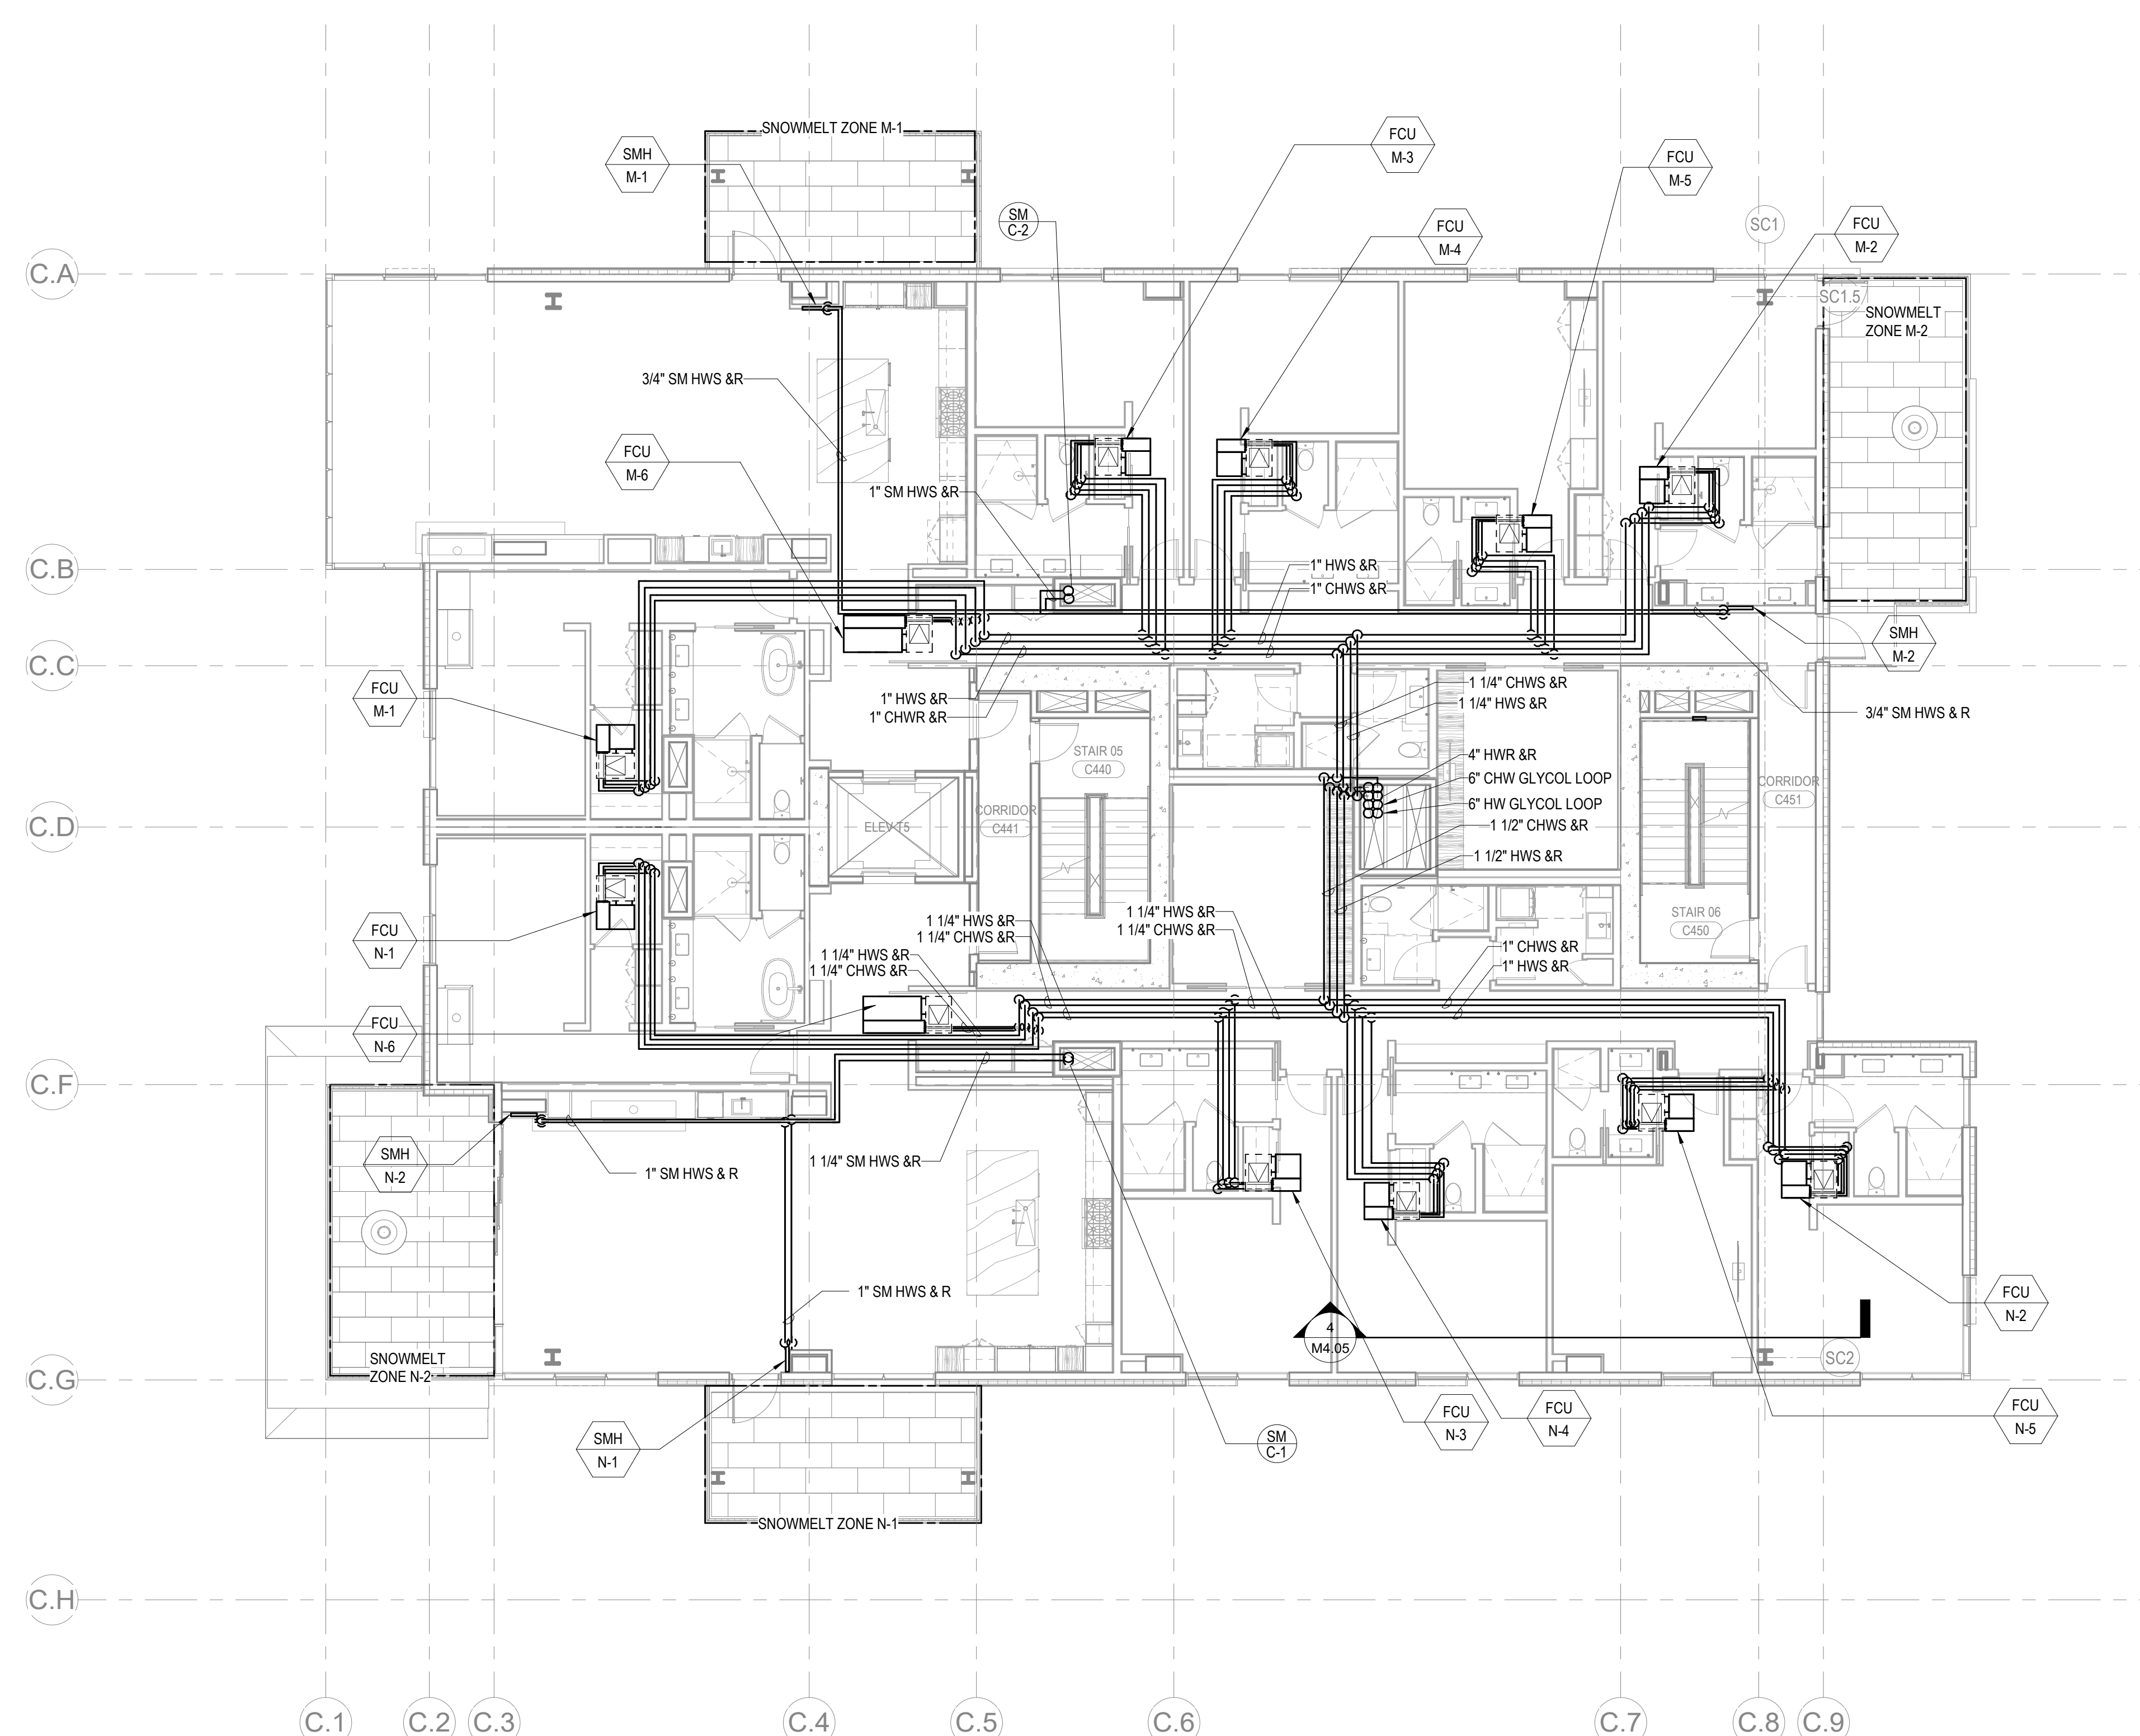 SNOWMELT ZONE M-1
SMH
M-1
FCU
M-3
FCU
M-5
SM
C-2
FCU
M-4
SC1
FCU
M-2
C.A
SC1.5
SNOWMELT
ZONE M-2
3/4" SM HWS &R
FCU
M-6
1" SM HWS &R
C.B
1" HWS &R
1" CHWS &R
SMH
M-2
C.C
FCU
M-1
1" HWS &R
1" CHWR &R
1 1/4" CHWS &R
1 1/4" HWS &R
3/4" SM HWS & R
STAIR 05
C440
4" HWR &R
6" CHW GLYCOL LOOP
6" HW GLYCOL LOOP
CORRIDOR
C451
CORRIDOR
C441
C.D
ELEV T5
1 1/2" CHWS &R
1 1/2" HWS &R
FCU
N-1
1 1/4" HWS &R
1 1/4" CHWS &R
1 1/4" HWS &R
1 1/4" CHWS &R
STAIR 06
C450
1 1/4" HWS &R
1 1/4" CHWS &R
1" CHWS &R
1" HWS &R
FCU
N-6
C.F
SMH
N-2
1" SM HWS & R
1 1/4" SM HWS &R
1" SM HWS & R
FCU
N-2
4
M4.05
SNOWMELT
ZONE N-2
SC2
C.G
SMH
N-1
SM
C-1
FCU
N-3
FCU
N-4
FCU
N-5
SNOWMELT ZONE N-1
C.H
C.1
C.2
C.3
C.4
C.5
C.6
C.7
C.8
C.9